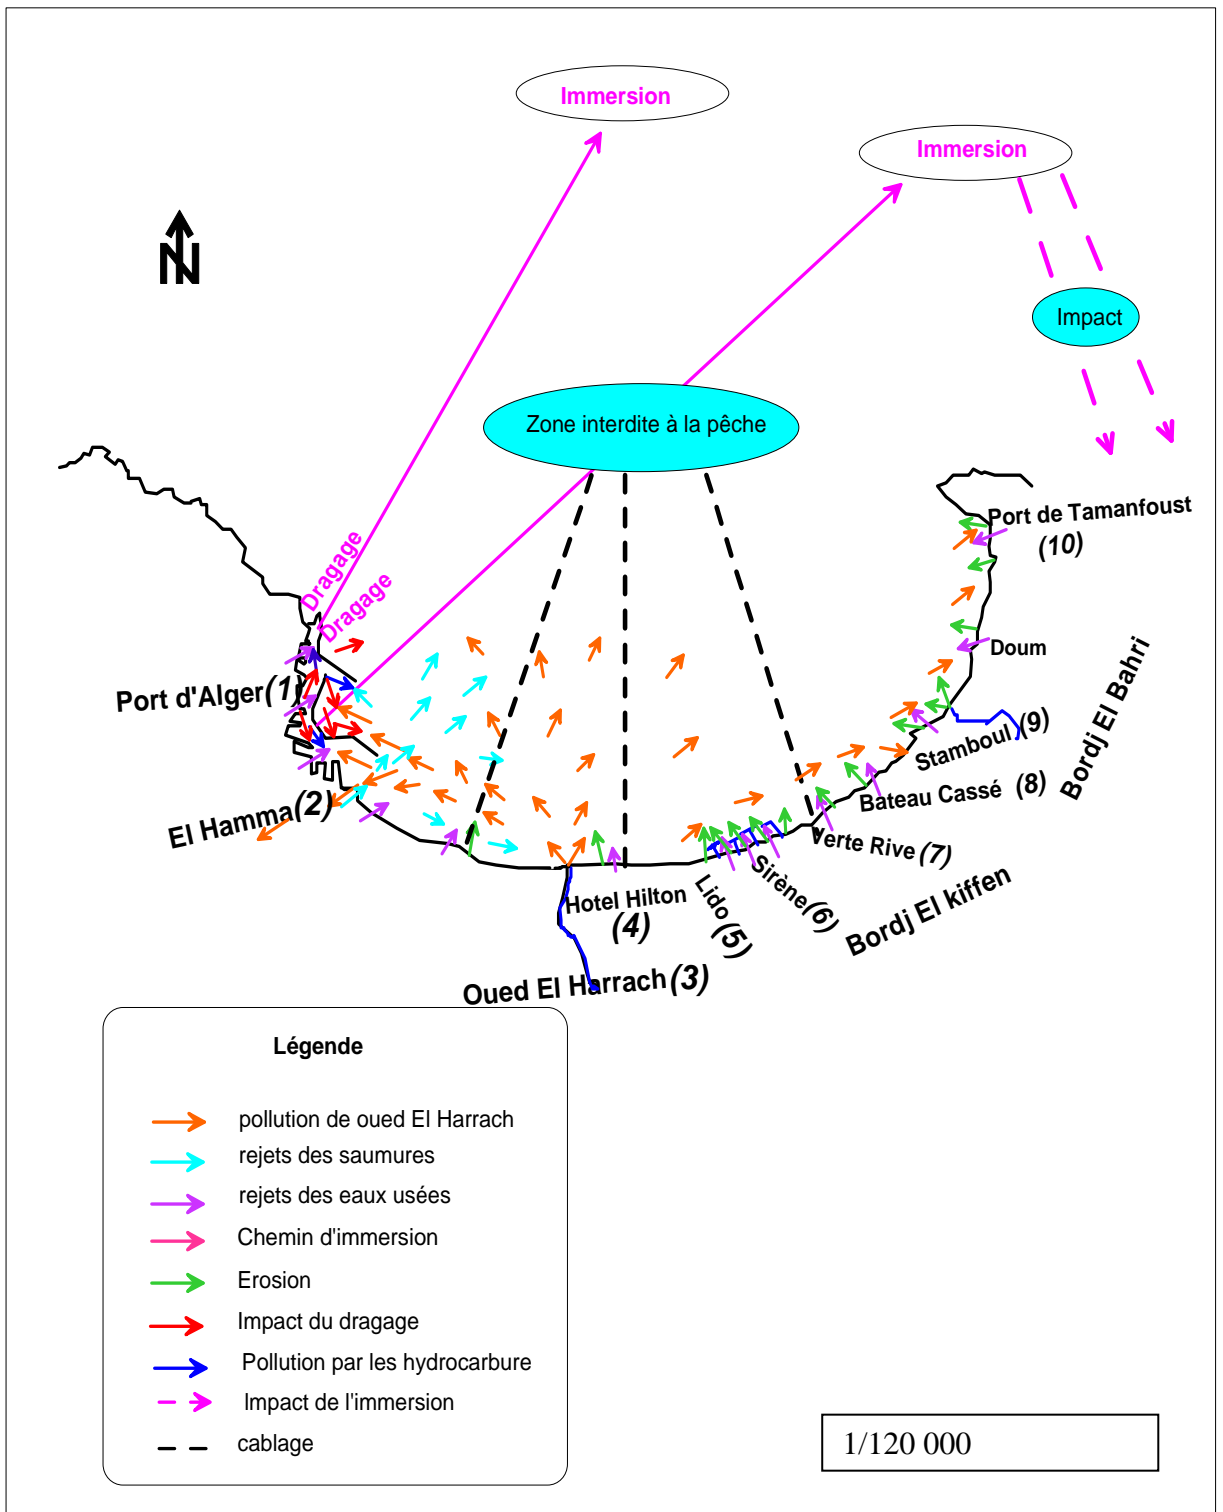 Immersion
Immersion
N
Impact
Zone interdite à la pêche
Port de Tamanfoust
(10)
Dragage
Dragage
Doum
Port d'Alger(1)
Bordj El Bahri
Stamboul (9)
Bateau Cassé (8)
El Hamma(2)
Verte Rive (7)
Sirène(6)
Lido (5)
Hotel Hilton
(4)
Bordj El kiffen
Oued El Harrach(3)
Légende
pollution de oued El Harrach
rejets des saumures
rejets des eaux usées
Chemin d'immersion
Erosion
Impact du dragage
Pollution par les hydrocarbure
Impact de l'immersion
cablage
1/120 000